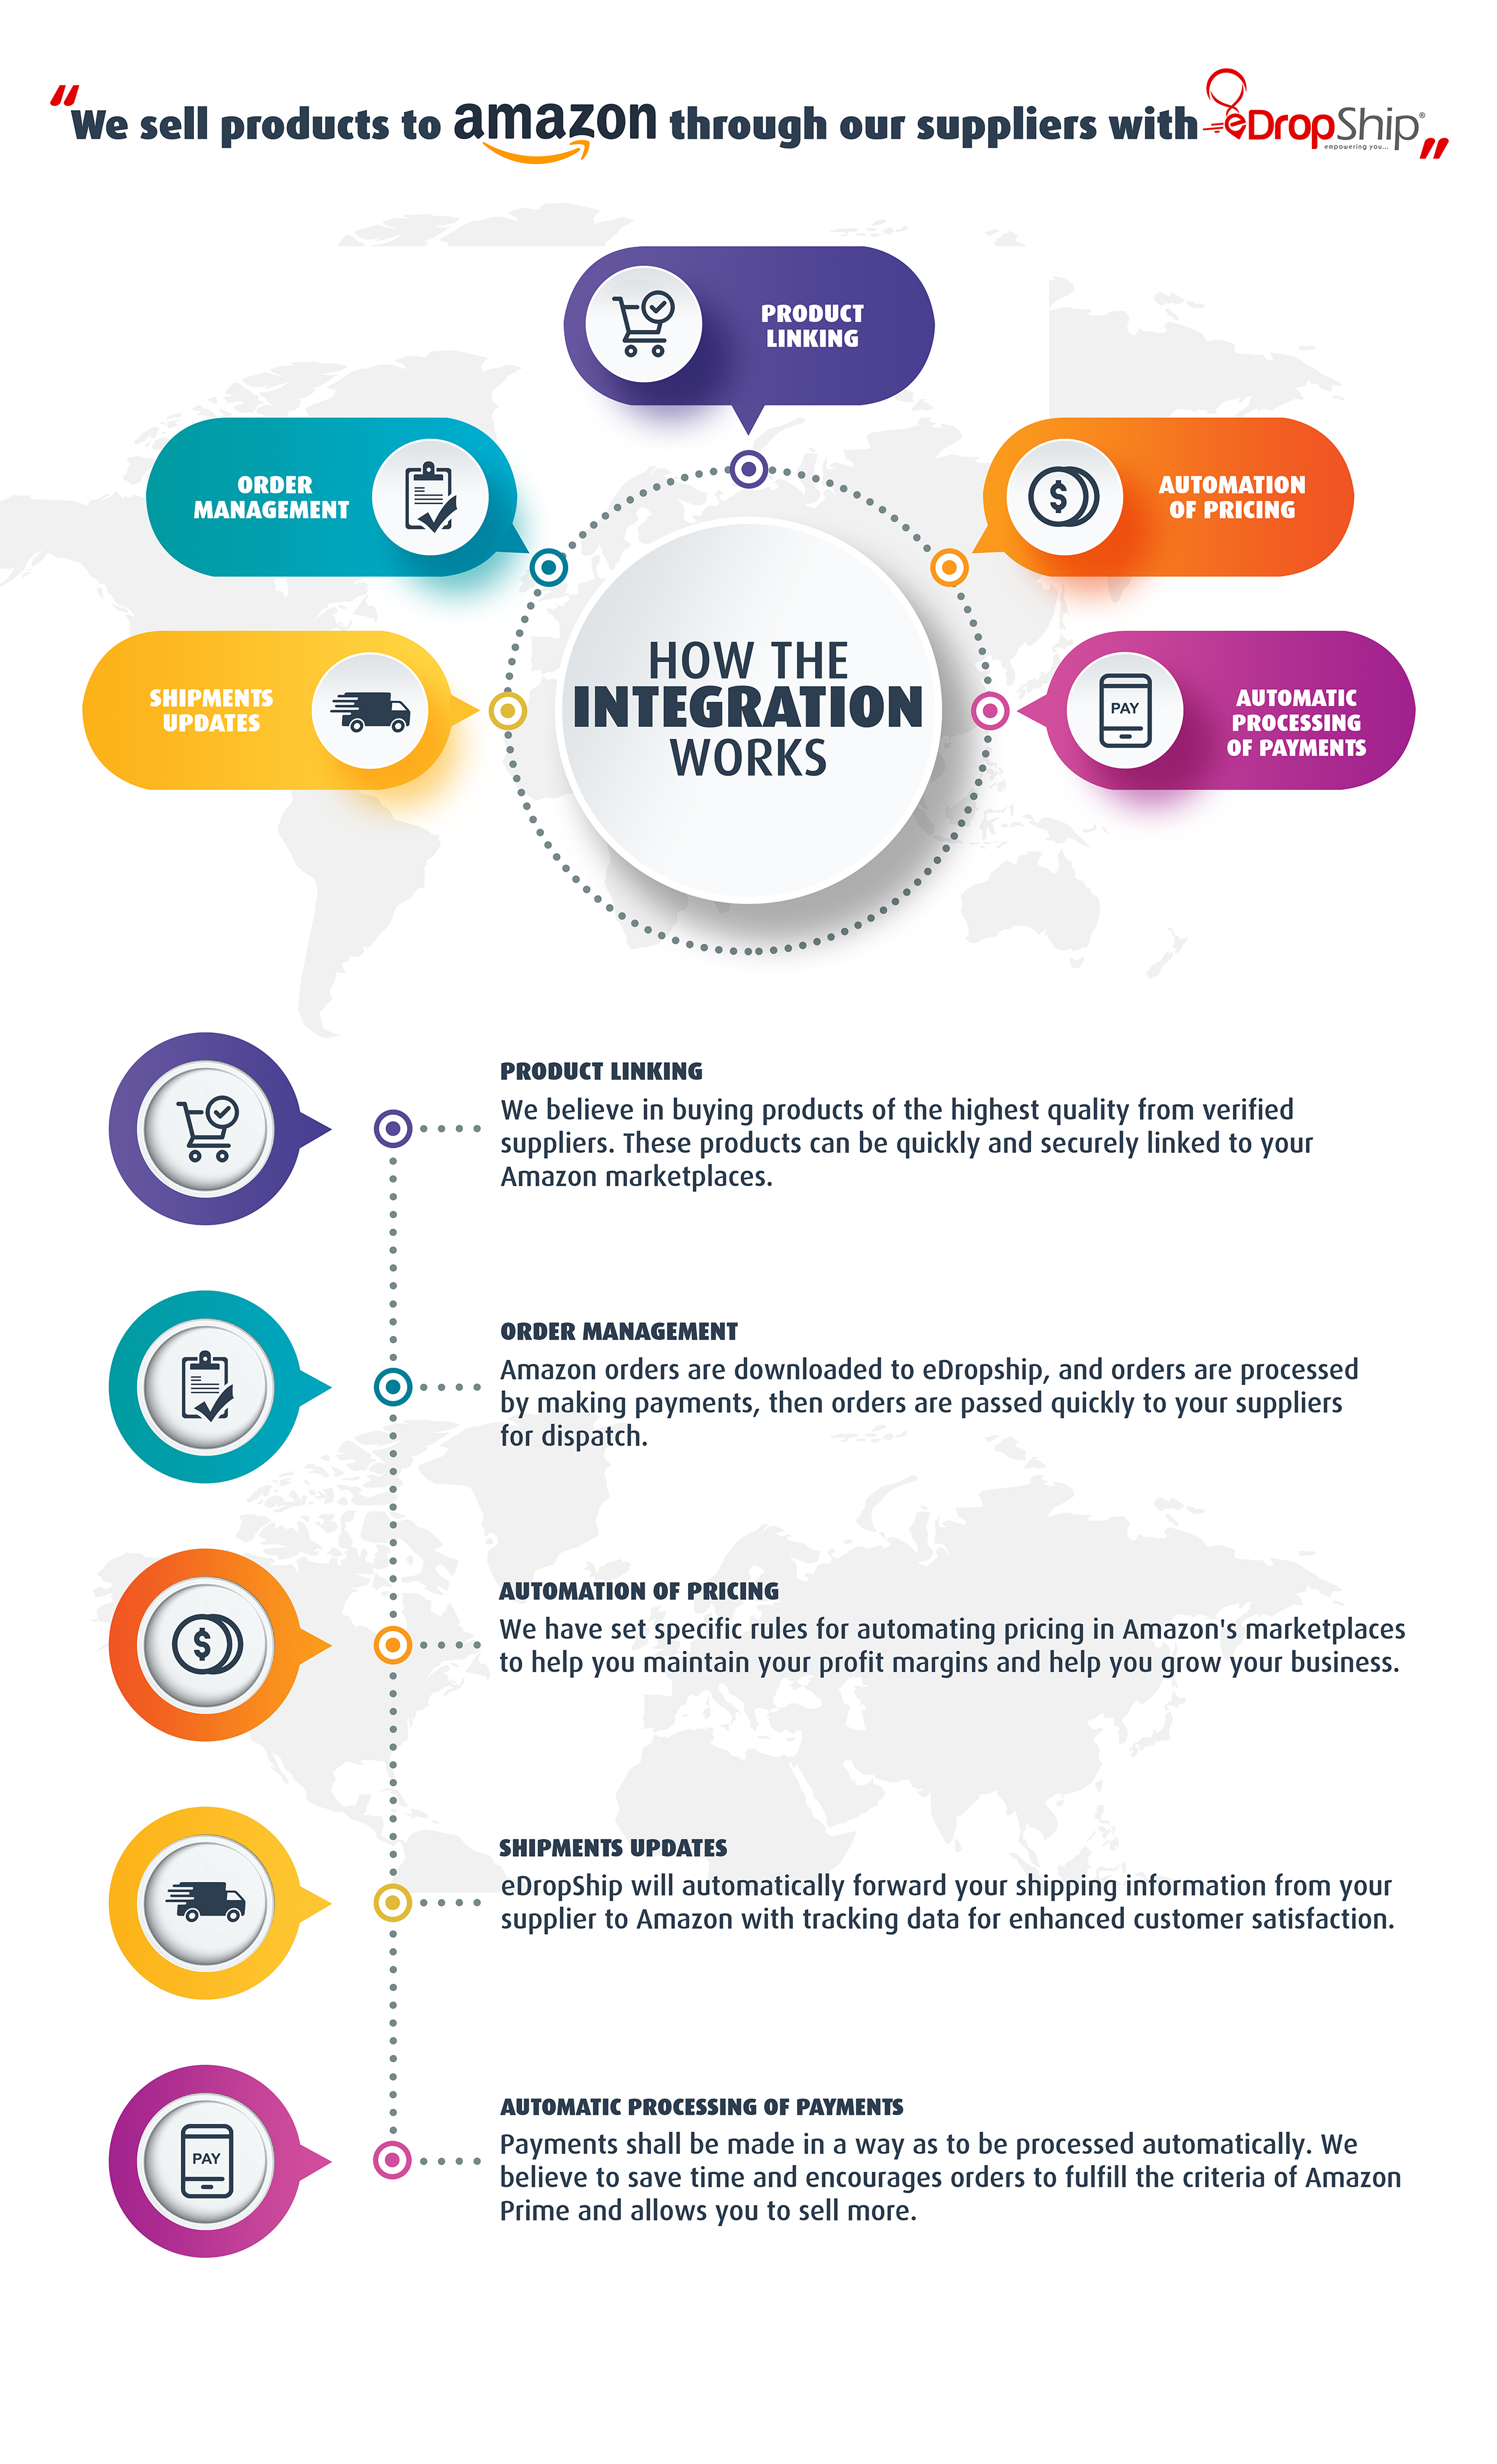 “We sell products to amazon through our suppliers with eDropShip®”
empowering you...
PRODUCT
LINKING
ORDER
MANAGEMENT
$
AUTOMATION
OF PRICING
SHIPMENTS
UPDATES
HOW THE
INTEGRATION
WORKS
PAY
AUTOMATIC
PROCESSING
OF PAYMENTS
PRODUCT LINKING
We believe in buying products of the highest quality from verified
suppliers. These products can be quickly and securely linked to your
Amazon marketplaces.
ORDER MANAGEMENT
Amazon orders are downloaded to eDropship, and orders are processed
by making payments, then orders are passed quickly to your suppliers
for dispatch.
$
AUTOMATION OF PRICING
We have set specific rules for automating pricing in Amazon's marketplaces
to help you maintain your profit margins and help you grow your business.
SHIPMENTS UPDATES
eDropShip will automatically forward your shipping information from your
supplier to Amazon with tracking data for enhanced customer satisfaction.
PAY
AUTOMATIC PROCESSING OF PAYMENTS
Payments shall be made in a way as to be processed automatically. We
believe to save time and encourages orders to fulfill the criteria of Amazon
Prime and allows you to sell more.